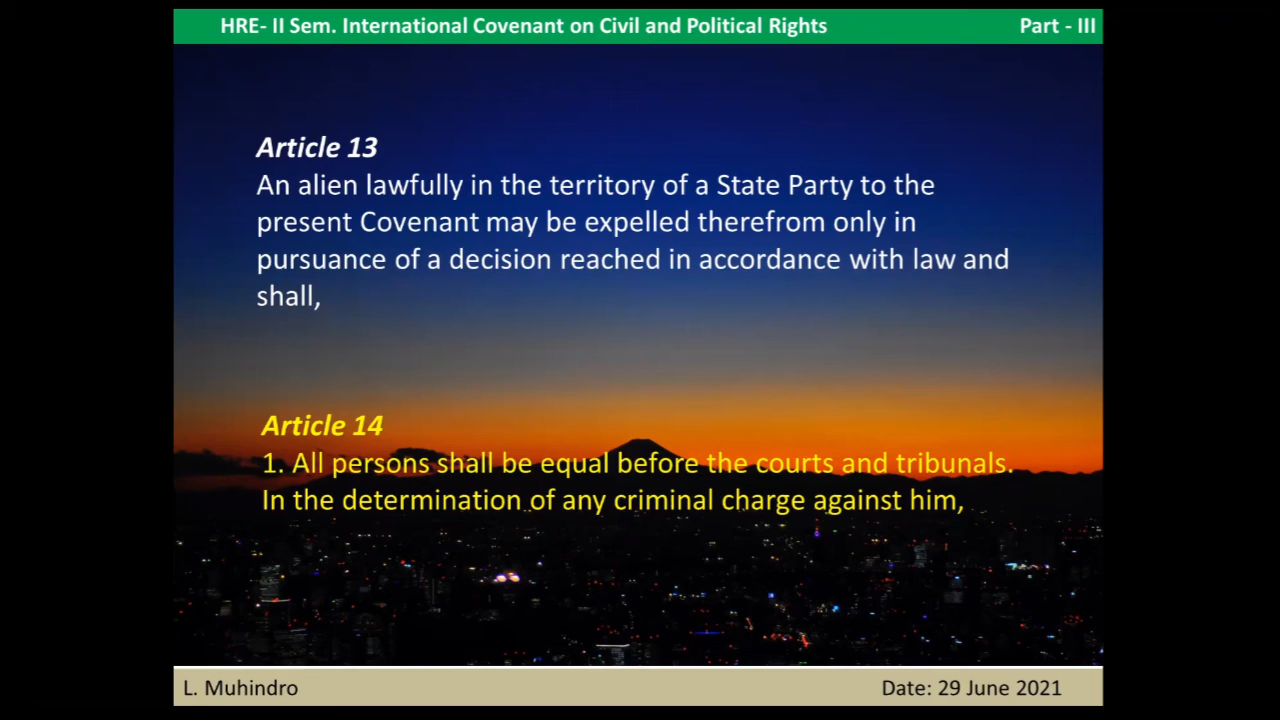 HRE- II Sem. International Covenant on Civil and Political Rights Part - III
Article 13
An alien lawfully in the territory of a State Party to the
present Covenant may be expelled therefrom only in
pursuance of a decision reached in accordance with law and
shall,
Article 14
1. All persons shall be equal before the courts and tribunals.
In the determination of any criminal charge against him,
L. Muhindro Date: 29 June 2021